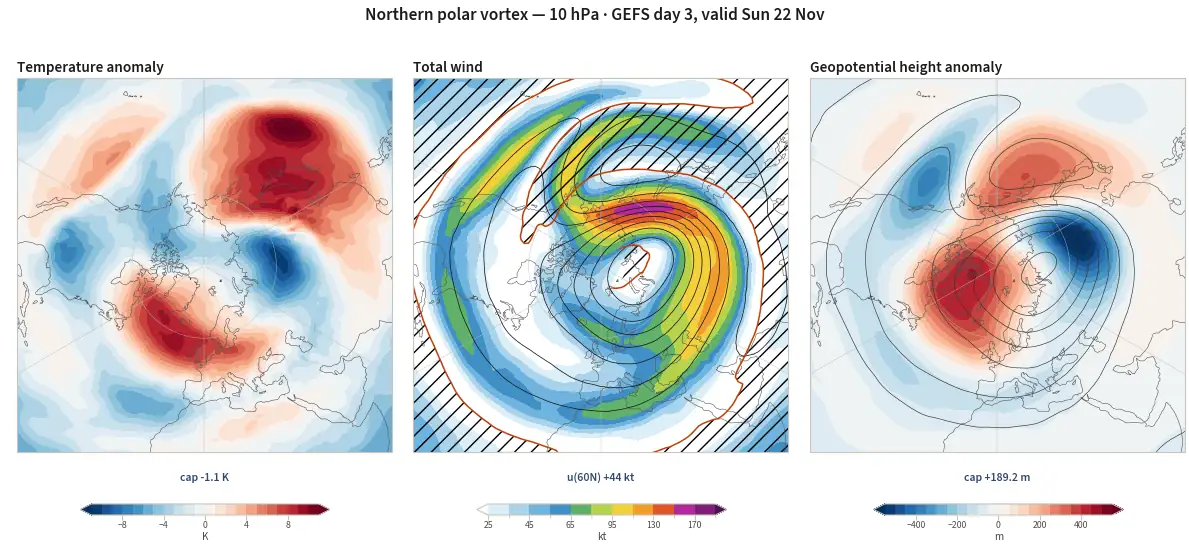 Northern polar vortex — 10 hPa · GEFS day 3, valid Sun 22 Nov
Temperature anomaly
Total wind
Geopotential height anomaly
cap -1.1 K
u(60N) +44 kt
cap +189.2 m
−8 −4 0 4 8
K
25 45 65 95 130 170
kt
−400 −200 0 200 400
m